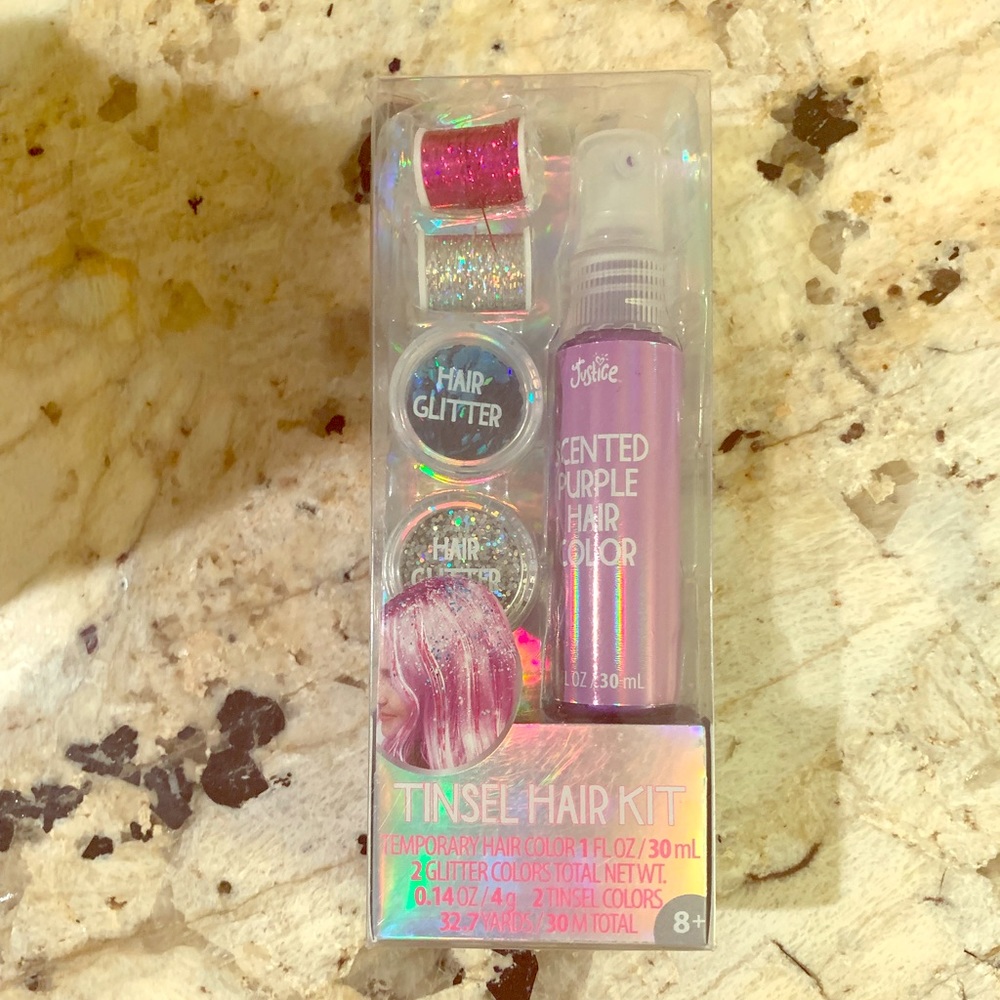 HAIR
GLITTER
HAIR
GLITTER
Justice
SCENTED
PURPLE
HAIR
COLOR
FL OZ / 30 mL
TINSEL HAIR KIT
TEMPORARY HAIR COLOR 1 FL OZ / 30 mL
2 GLITTER COLORS TOTAL NET WT.
0.14 OZ / 4 g 2 TINSEL COLORS
32.7 YARDS / 30 M TOTAL
8+